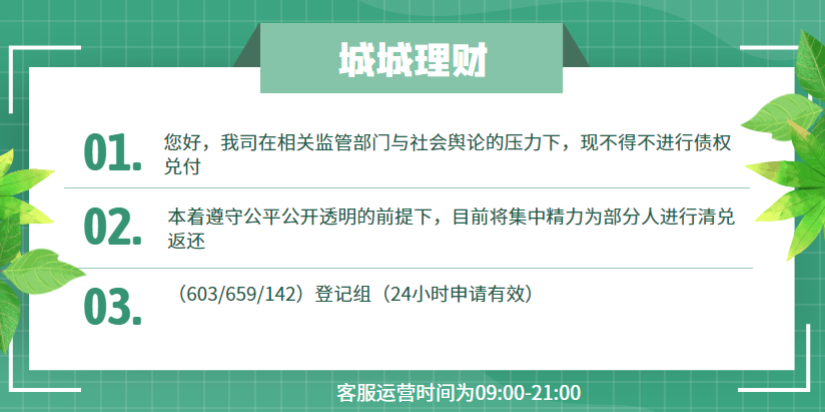 城城理财
01.
您好，我司在相关监管部门与社会舆论的压力下，现不得不进行债权
兑付
02.
本着遵守公平公开透明的前提下，目前将集中精力为部分人进行清兑
返还
03.
（603/659/142）登记组（24小时申请有效）
客服运营时间为09:00-21:00